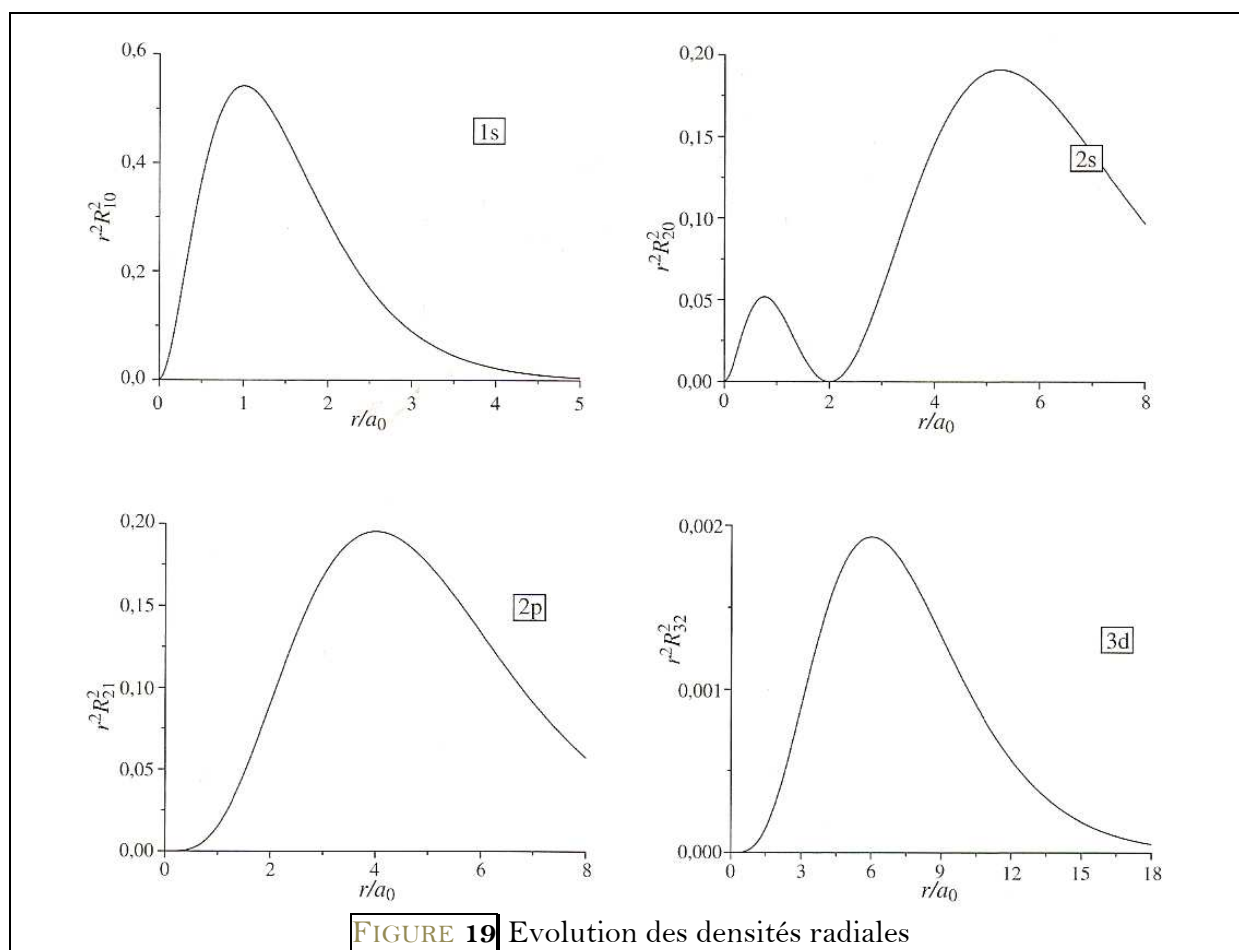 0,6
0,4
0,2
0,0
r²R²₁₀
1s
0 1 2 3 4 5
r/a₀
0,20
0,15
0,10
0,05
0,00
r²R²₂₀
2s
0 2 4 6 8
r/a₀
0,20
0,15
0,10
0,05
0,00
r²R²₂₁
2p
0 2 4 6 8
r/a₀
0,002
0,001
0,000
r²R²₃₂
3d
0 3 6 9 12 15 18
r/a₀
FIGURE 19 Evolution des densités radiales